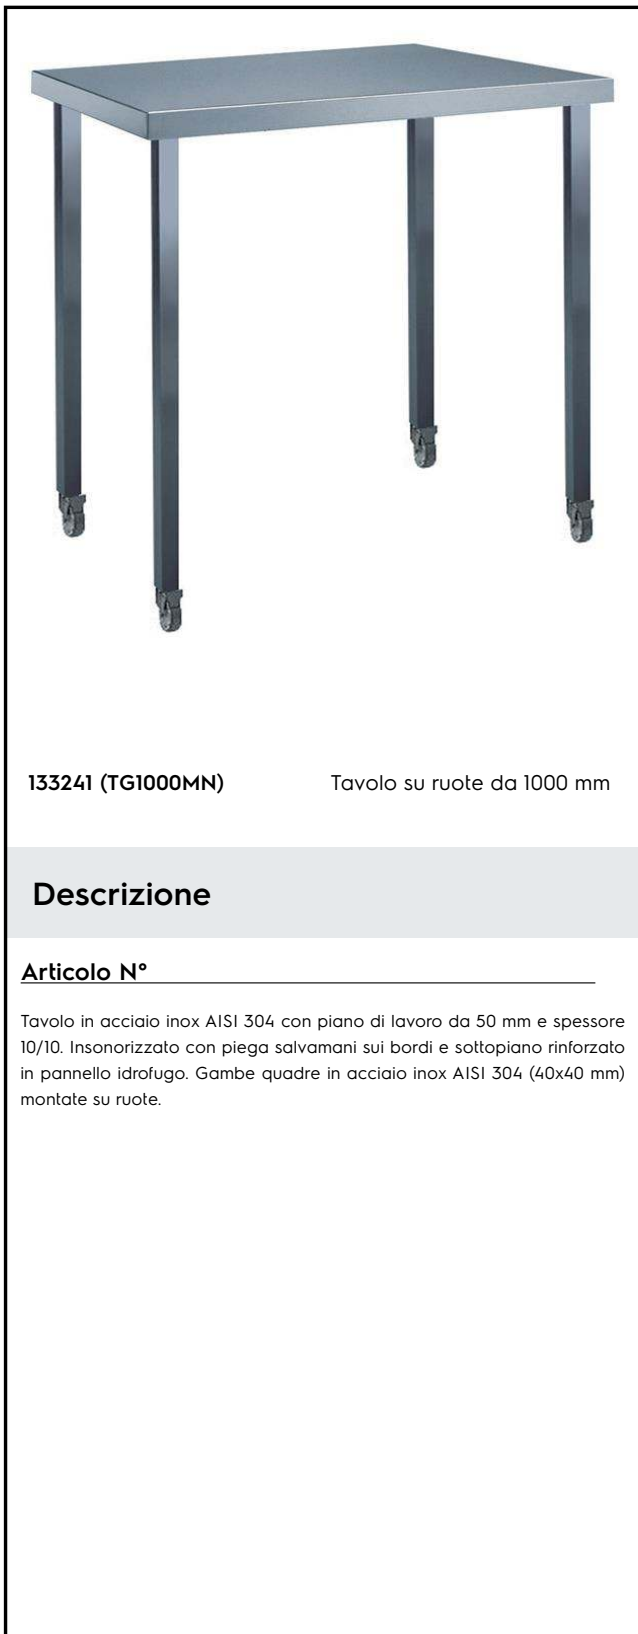 133241 (TG1000MN) Tavolo su ruote da 1000 mm
Descrizione
Articolo N°
Tavolo in acciaio inox AISI 304 con piano di lavoro da 50 mm e spessore
10/10. Insonorizzato con piega salvamani sui bordi e sottopiano rinforzato
in pannello idrofugo. Gambe quadre in acciaio inox AISI 304 (40x40 mm)
montate su ruote.